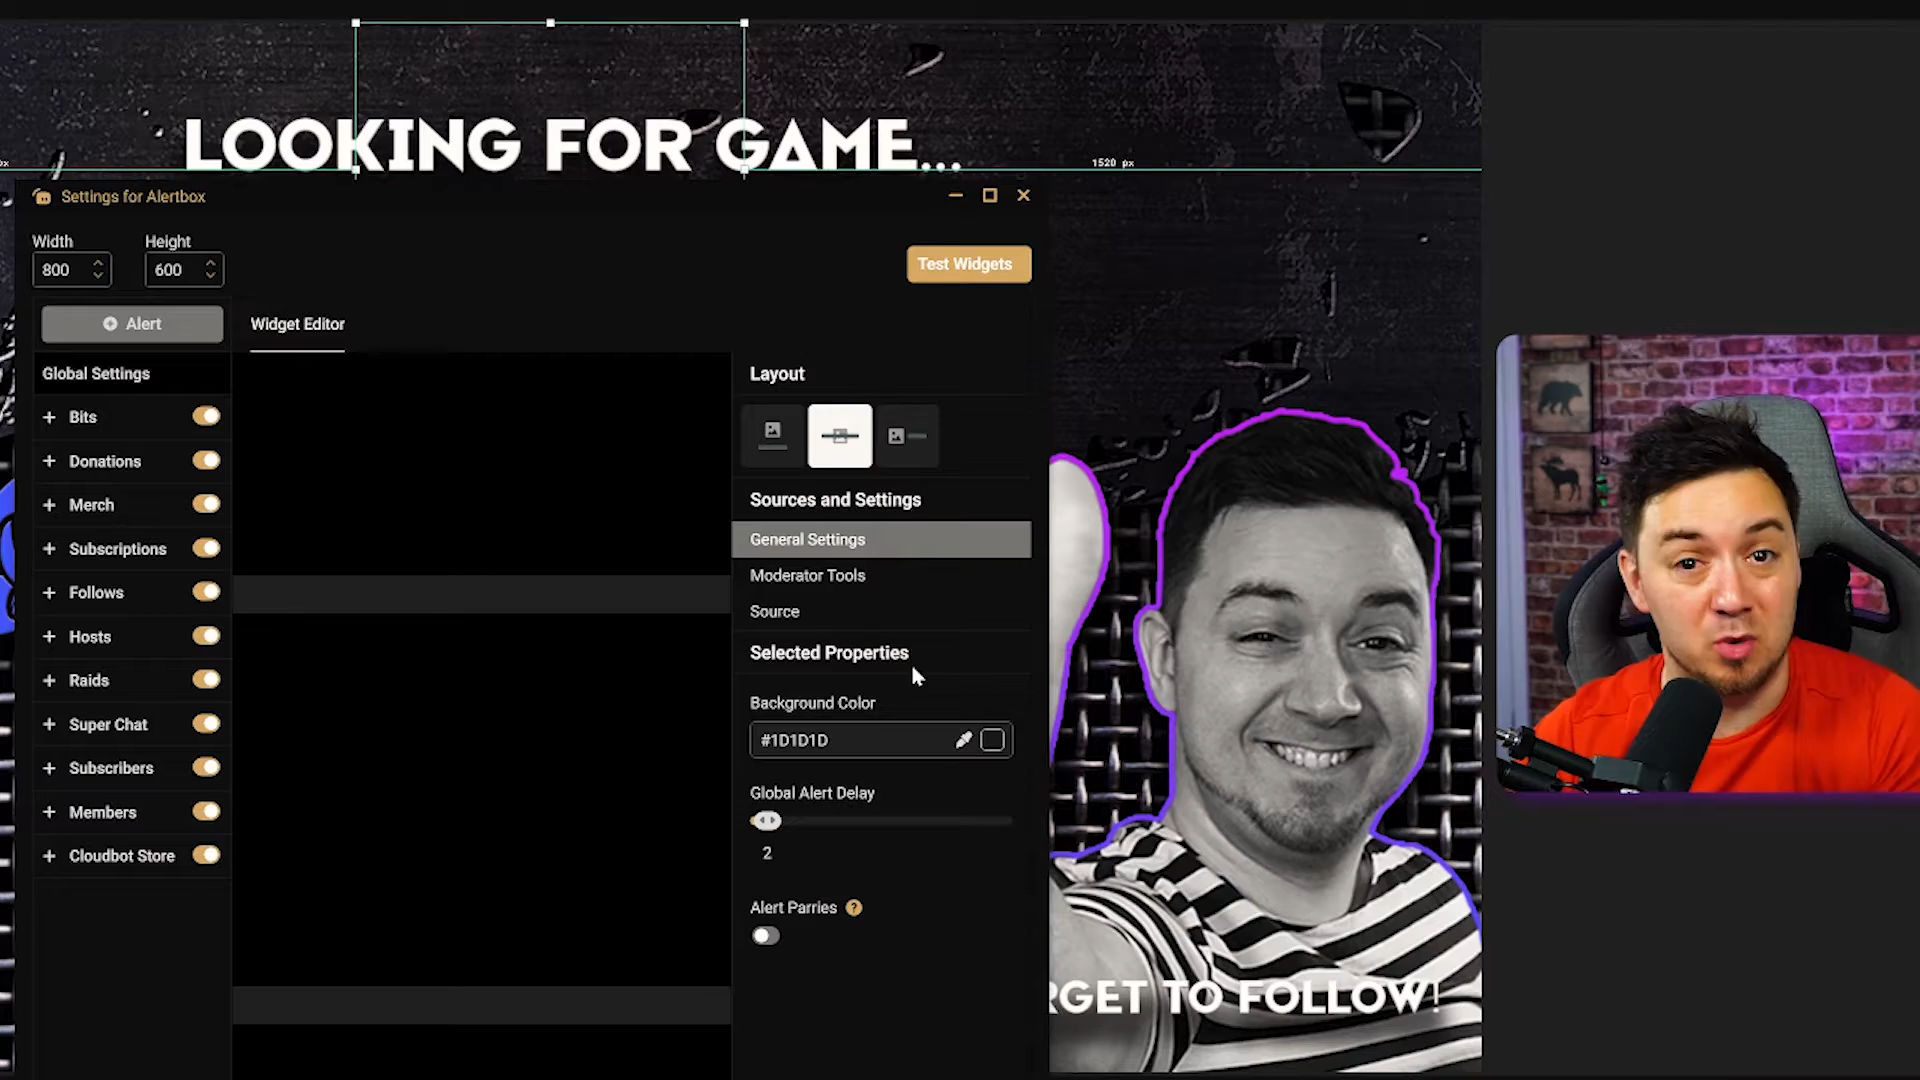 LOOKING FOR GAME...
px
1520 px
Settings for Alertbox
Width
Height
800
600
Test Widgets
Alert
Widget Editor
Global Settings
Bits
Donations
Merch
Subscriptions
Follows
Hosts
Raids
Super Chat
Subscribers
Members
Cloudbot Store
Layout
Sources and Settings
General Settings
Moderator Tools
Source
Selected Properties
Background Color
#1D1D1D
Global Alert Delay
2
Alert Parries ?
RGET TO FOLLOW!